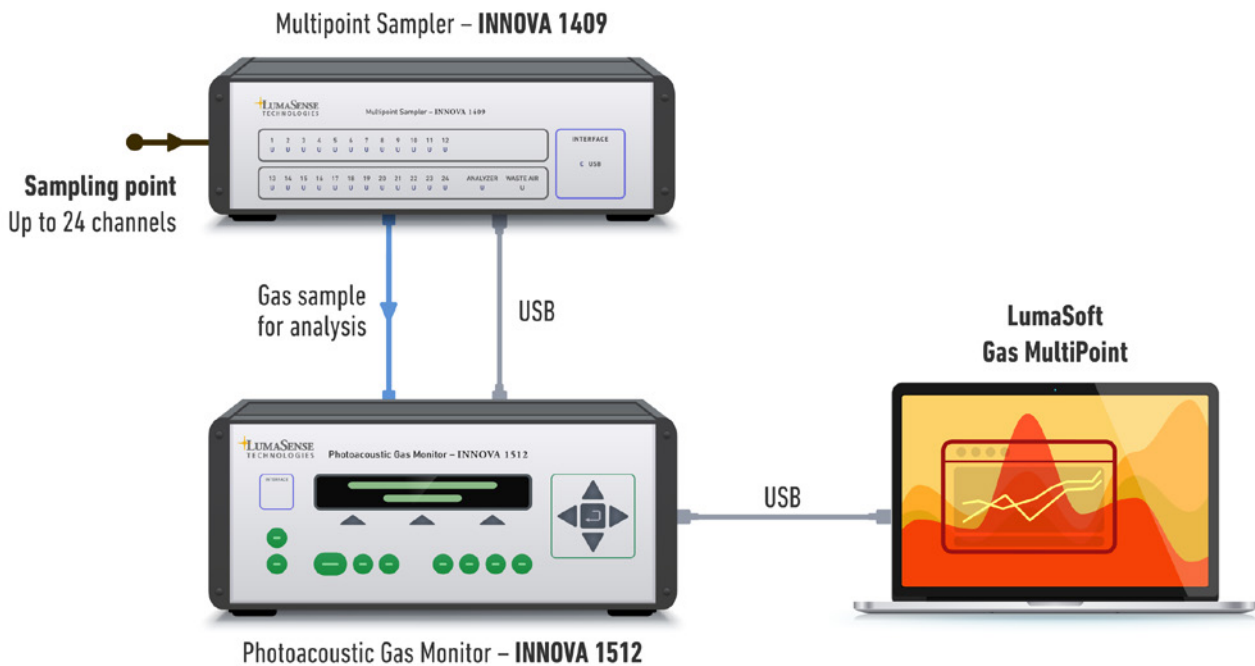 Multipoint Sampler – INNOVA 1409
LUMASENSE
TECHNOLOGIES
Multipoint Sampler – INNOVA 1409
1 2 3 4 5 6 7 8 9 10 11 12
U U U U U U U U U U U U
INTERFACE
C USB
13 14 15 16 17 18 19 20 21 22 23 24 ANALYZER WASTE AIR
U U U U U U U U U U U U U U
Sampling point
Up to 24 channels
Gas sample
for analysis
USB
LumaSoft
Gas MultiPoint
LUMASENSE
TECHNOLOGIES
Photoacoustic Gas Monitor – INNOVA 1512
INTERFACE
USB
Photoacoustic Gas Monitor – INNOVA 1512